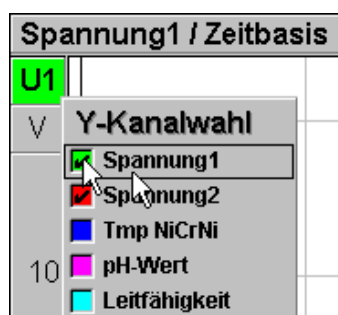 Spannung1 / Zeitbasis
U1
V
Y-Kanalwahl
Spannung1
Spannung2
Tmp NiCrNi
10
pH-Wert
Leitfähigkeit